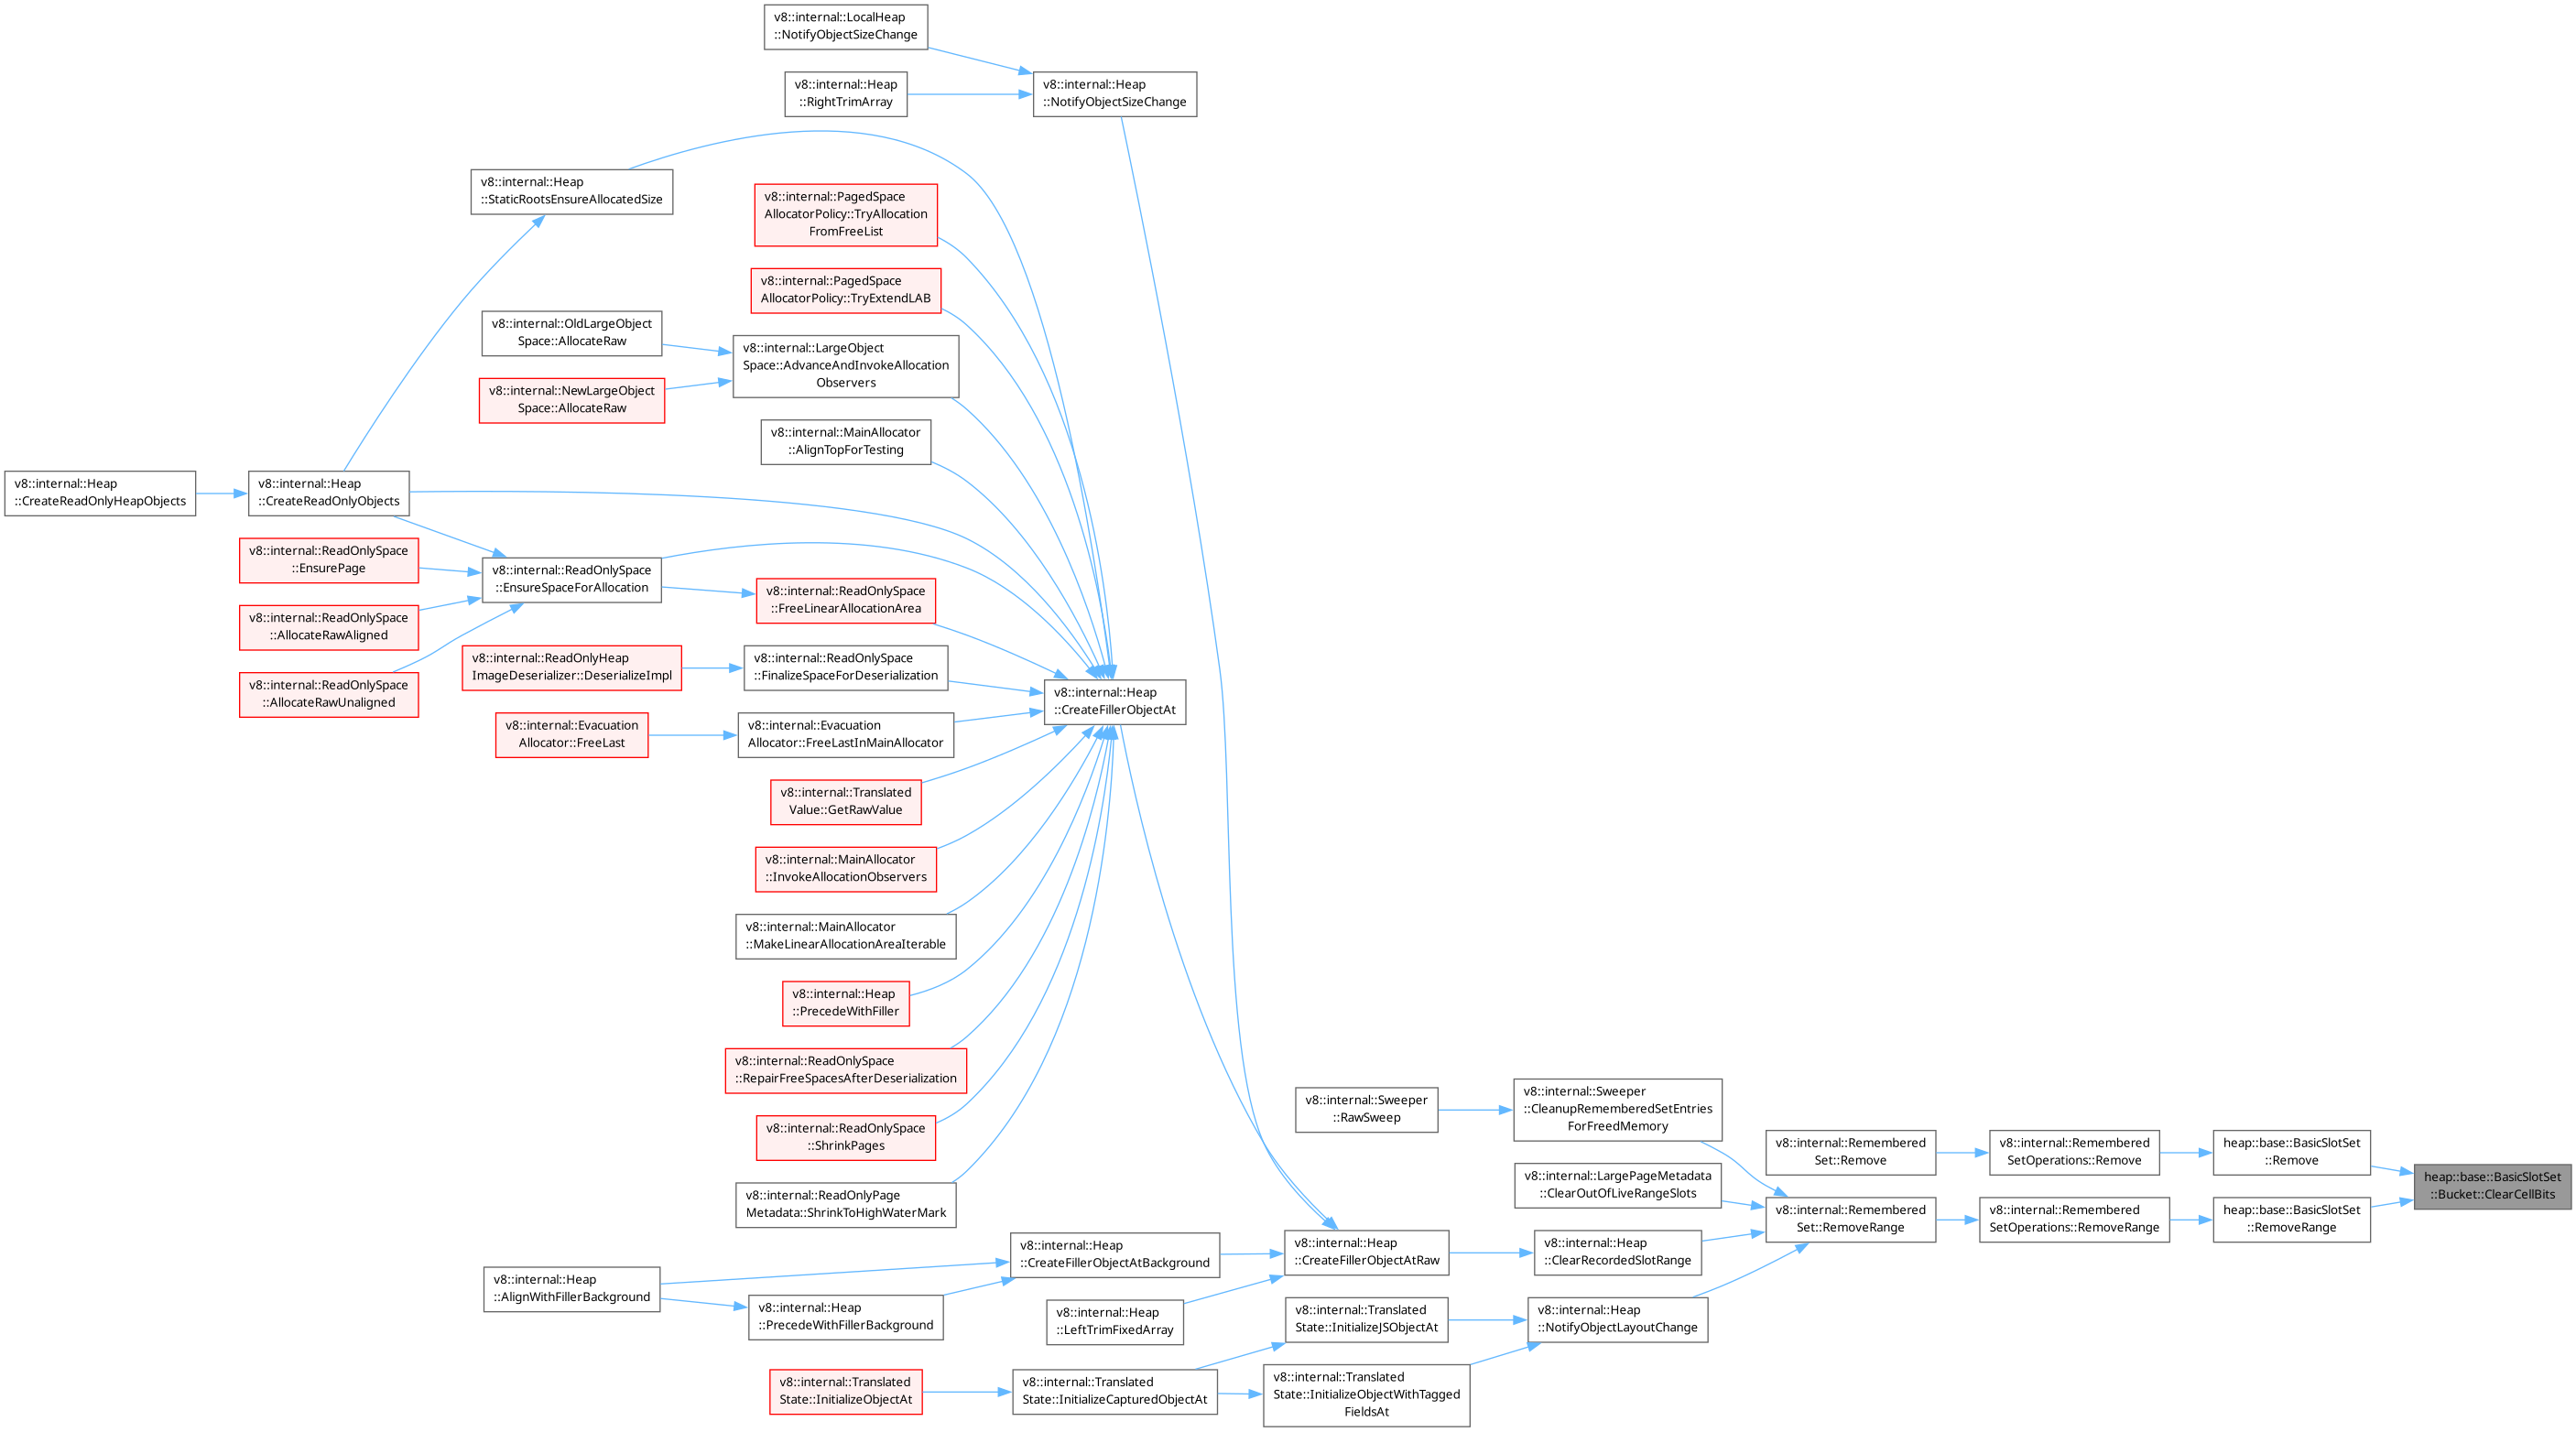 v8::internal::LocalHeap
::NotifyObjectSizeChange
v8::internal::Heap
::RightTrimArray
v8::internal::Heap
::NotifyObjectSizeChange
v8::internal::Heap
::StaticRootsEnsureAllocatedSize
v8::internal::PagedSpace
AllocatorPolicy::TryAllocation
FromFreeList
v8::internal::PagedSpace
AllocatorPolicy::TryExtendLAB
v8::internal::OldLargeObject
Space::AllocateRaw
v8::internal::LargeObject
Space::AdvanceAndInvokeAllocation
Observers
v8::internal::NewLargeObject
Space::AllocateRaw
v8::internal::MainAllocator
::AlignTopForTesting
v8::internal::Heap
::CreateReadOnlyHeapObjects
v8::internal::Heap
::CreateReadOnlyObjects
v8::internal::ReadOnlySpace
::EnsurePage
v8::internal::ReadOnlySpace
::EnsureSpaceForAllocation
v8::internal::ReadOnlySpace
::FreeLinearAllocationArea
v8::internal::ReadOnlySpace
::AllocateRawAligned
v8::internal::ReadOnlySpace
::AllocateRawUnaligned
v8::internal::ReadOnlyHeap
ImageDeserializer::DeserializeImpl
v8::internal::ReadOnlySpace
::FinalizeSpaceForDeserialization
v8::internal::Heap
::CreateFillerObjectAt
v8::internal::Evacuation
Allocator::FreeLast
v8::internal::Evacuation
Allocator::FreeLastInMainAllocator
v8::internal::Translated
Value::GetRawValue
v8::internal::MainAllocator
::InvokeAllocationObservers
v8::internal::MainAllocator
::MakeLinearAllocationAreaIterable
v8::internal::Heap
::PrecedeWithFiller
v8::internal::ReadOnlySpace
::RepairFreeSpacesAfterDeserialization
v8::internal::ReadOnlySpace
::ShrinkPages
v8::internal::ReadOnlyPage
Metadata::ShrinkToHighWaterMark
v8::internal::Sweeper
::RawSweep
v8::internal::Sweeper
::CleanupRememberedSetEntries
ForFreedMemory
v8::internal::Remembered
Set::Remove
v8::internal::Remembered
SetOperations::Remove
heap::base::BasicSlotSet
::Remove
heap::base::BasicSlotSet
::Bucket::ClearCellBits
v8::internal::LargePageMetadata
::ClearOutOfLiveRangeSlots
v8::internal::Remembered
Set::RemoveRange
v8::internal::Remembered
SetOperations::RemoveRange
heap::base::BasicSlotSet
::RemoveRange
v8::internal::Heap
::CreateFillerObjectAtBackground
v8::internal::Heap
::CreateFillerObjectAtRaw
v8::internal::Heap
::ClearRecordedSlotRange
v8::internal::Heap
::AlignWithFillerBackground
v8::internal::Heap
::PrecedeWithFillerBackground
v8::internal::Heap
::LeftTrimFixedArray
v8::internal::Translated
State::InitializeJSObjectAt
v8::internal::Heap
::NotifyObjectLayoutChange
v8::internal::Translated
State::InitializeObjectAt
v8::internal::Translated
State::InitializeCapturedObjectAt
v8::internal::Translated
State::InitializeObjectWithTagged
FieldsAt